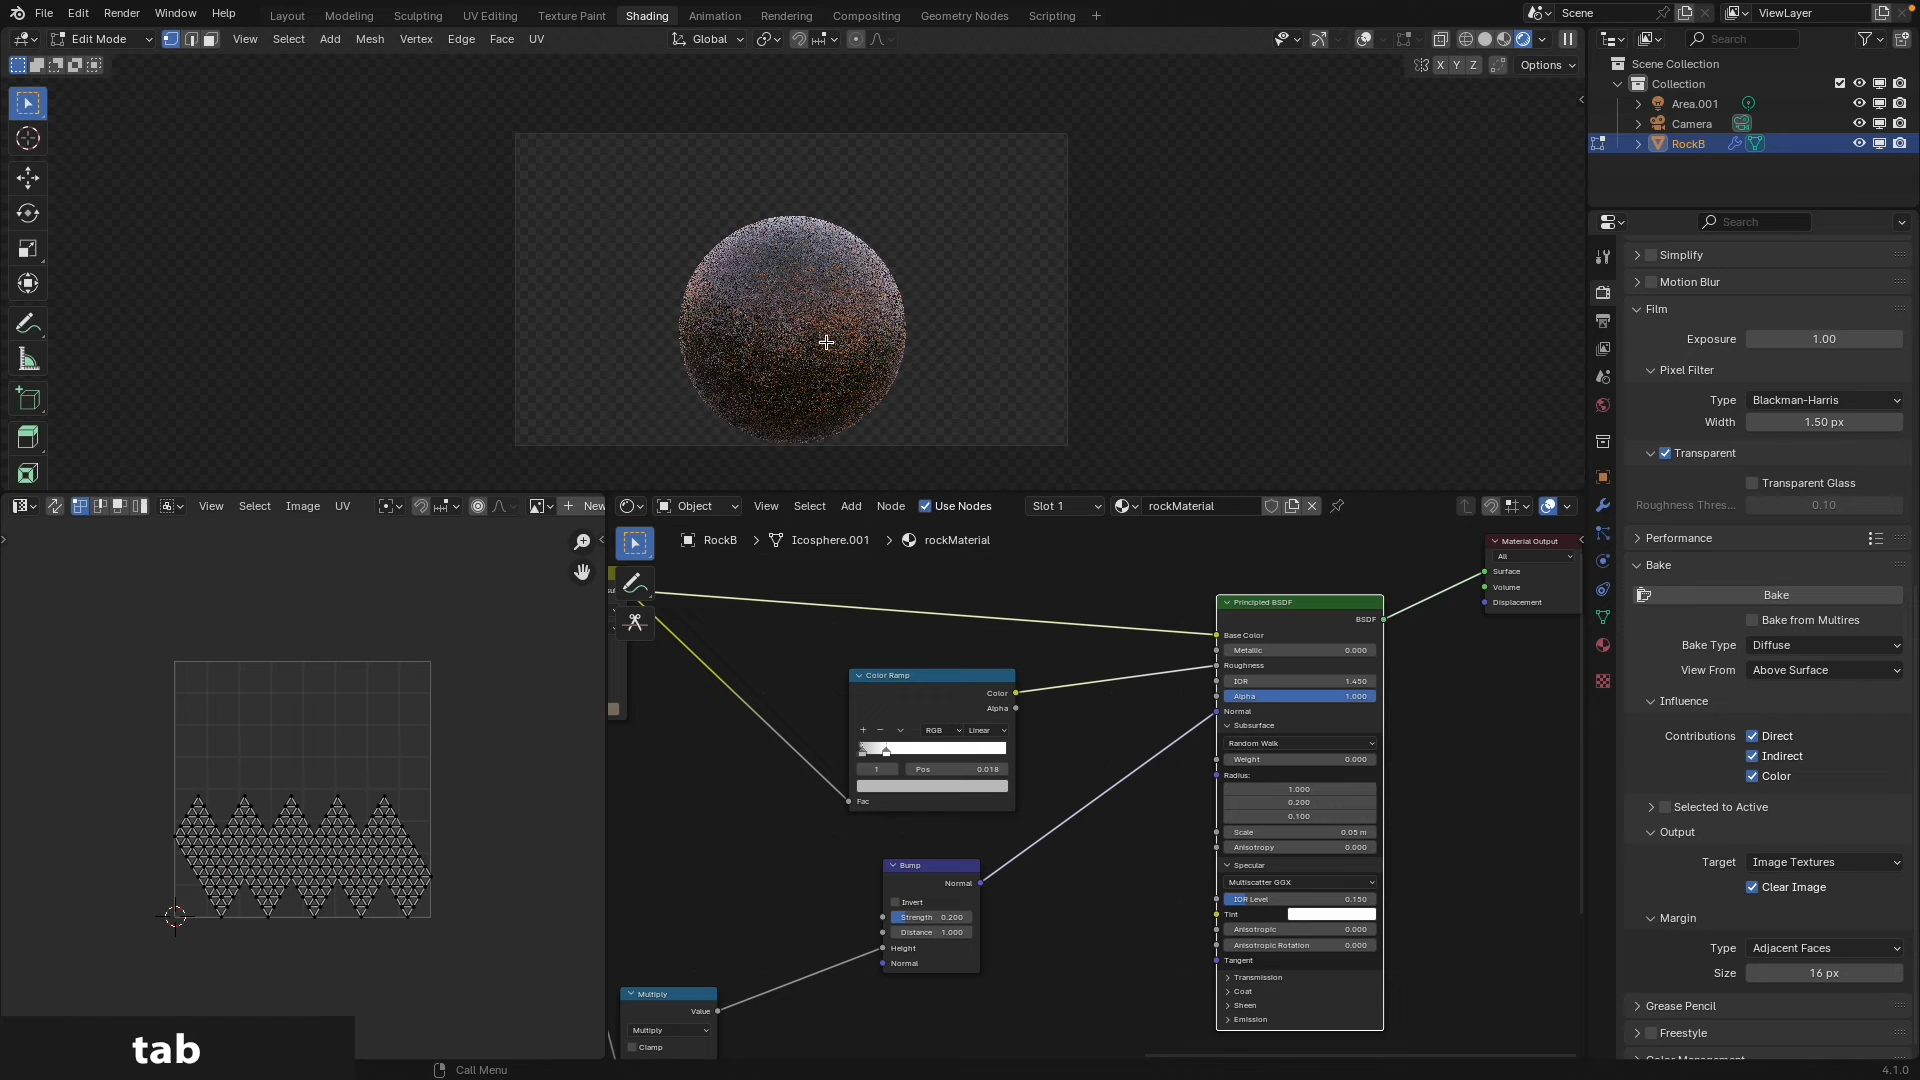 File Edit Render Window Help Layout Modeling Sculpting UV Editing Texture Paint Shading Animation Rendering Compositing Geometry Nodes Scripting Scene ViewLayer
Edit Mode View Select Add Mesh Vertex Edge Face UV Global
X Y Z Options
Search
Scene Collection
Collection
Area.001
Camera
RockB
Search
Simplify
Motion Blur
Film
Exposure 1.00
Pixel Filter
Type Blackman-Harris
Width 1.50 px
Transparent
Transparent Glass
Roughness Thres... 0.10
Performance
Bake
Bake
Bake from Multires
Bake Type Diffuse
View From Above Surface
Influence
Contributions Direct
Indirect
Color
Selected to Active
Output
Target Image Textures
Clear Image
Margin
Type Adjacent Faces
Size 16 px
Grease Pencil
Freestyle
View Select Image UV New
Object View Select Add Node Use Nodes Slot 1 rockMaterial
RockB Icosphere.001 rockMaterial
Material Output
All
Surface
Volume
Displacement
Principled BSDF
BSDF
Base Color
Metallic 0.000
Roughness
IOR 1.450
Alpha 1.000
Normal
Subsurface
Random Walk
Weight 0.000
Radius:
1.000
0.200
0.100
Scale 0.05 m
Anisotropy 0.000
Specular
Multiscatter GGX
IOR Level 0.150
Tint
Anisotropic 0.000
Anisotropic Rotation 0.000
Tangent
Transmission
Coat
Sheen
Emission
Color Ramp
Color
Alpha
RGB Linear
1 Pos 0.018
Fac
Bump
Normal
Invert
Strength 0.200
Distance 1.000
Height
Normal
Multiply
Value
Multiply
Clamp
tab
Call Menu
4.1.0